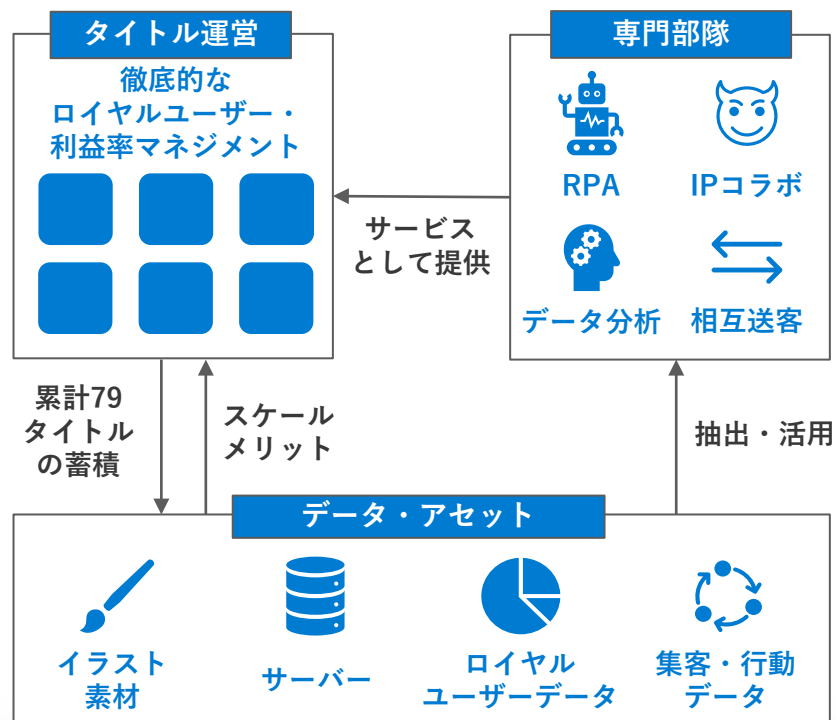 タイトル運営
徹底的な
ロイヤルユーザー・
利益率マネジメント
専門部隊
RPA
IPコラボ
データ分析
相互送客
サービス
として提供
累計79
タイトル
の蓄積
スケール
メリット
抽出・活用
データ・アセット
イラスト
素材
サーバー
ロイヤル
ユーザーデータ
集客・行動
データ